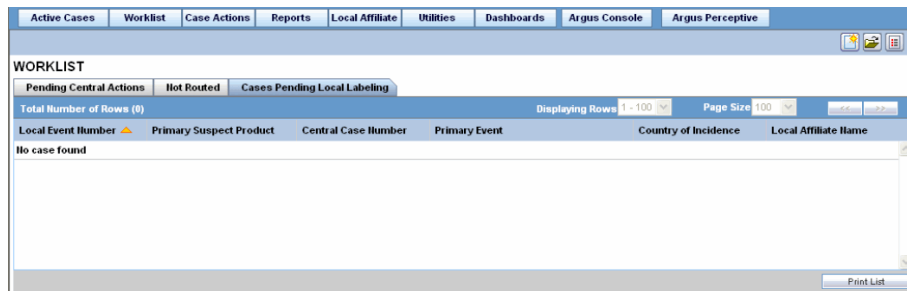 Active Cases Worklist Case Actions Reports Local Affiliate Utilities Dashboards Argus Console Argus Perceptive
WORKLIST
Pending Central Actions Not Routed Cases Pending Local Labeling
Total Number of Rows (0) Displaying Rows 1 - 100 Page Size 100 << >>
Local Event Number Primary Suspect Product Central Case Number Primary Event Country of Incidence Local Affiliate Name
No case found
Print List